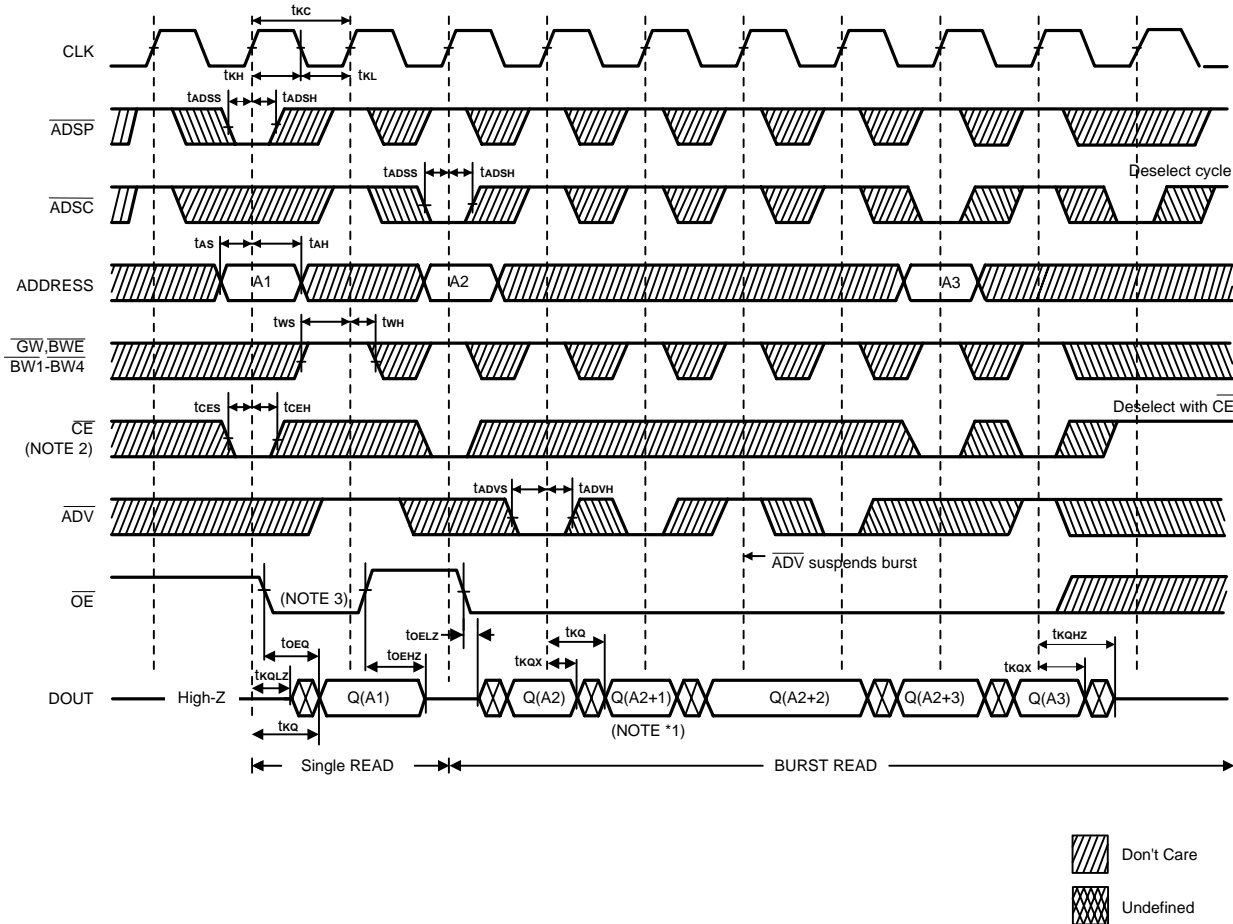 tKC
CLK
tKH
tKL
tADSS
tADSH
ADSP
tADSS
tADSH
Deselect cycle
ADSC
tAS
tAH
ADDRESS
A1
A2
A3
tWS
tWH
GW,BWE
BW1-BW4
tCES
tCEH
Deselect with CE
CE
(NOTE 2)
tADVS
tADVH
ADV
ADV suspends burst
OE
(NOTE 3)
tOEQ
tOELZ
tOEHZ
tKQ
tKQHZ
tKQLZ
tKQX
tKQX
DOUT
High-Z
Q(A1)
Q(A2)
Q(A2+1)
Q(A2+2)
Q(A2+3)
Q(A3)
tKQ
(NOTE *1)
Single READ
BURST READ
Don't Care
Undefined